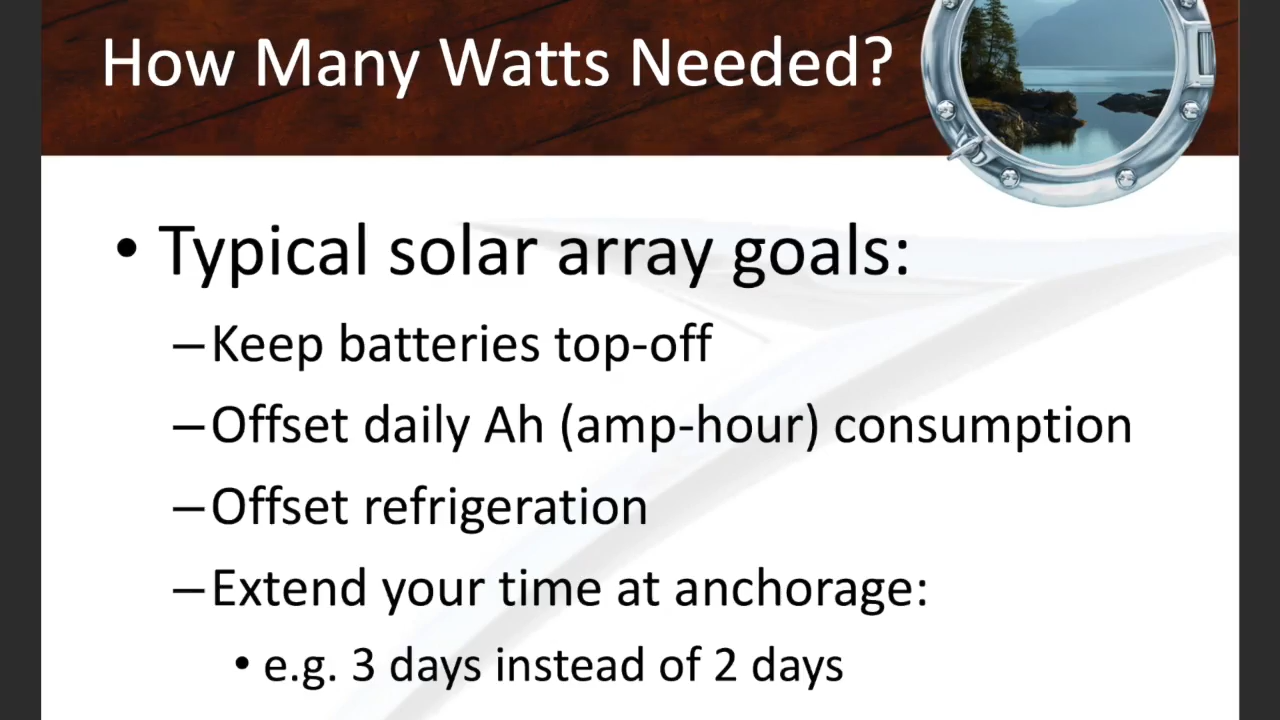 How Many Watts Needed?
• Typical solar array goals:
–Keep batteries top-off
–Offset daily Ah (amp-hour) consumption
–Offset refrigeration
–Extend your time at anchorage:
• e.g. 3 days instead of 2 days